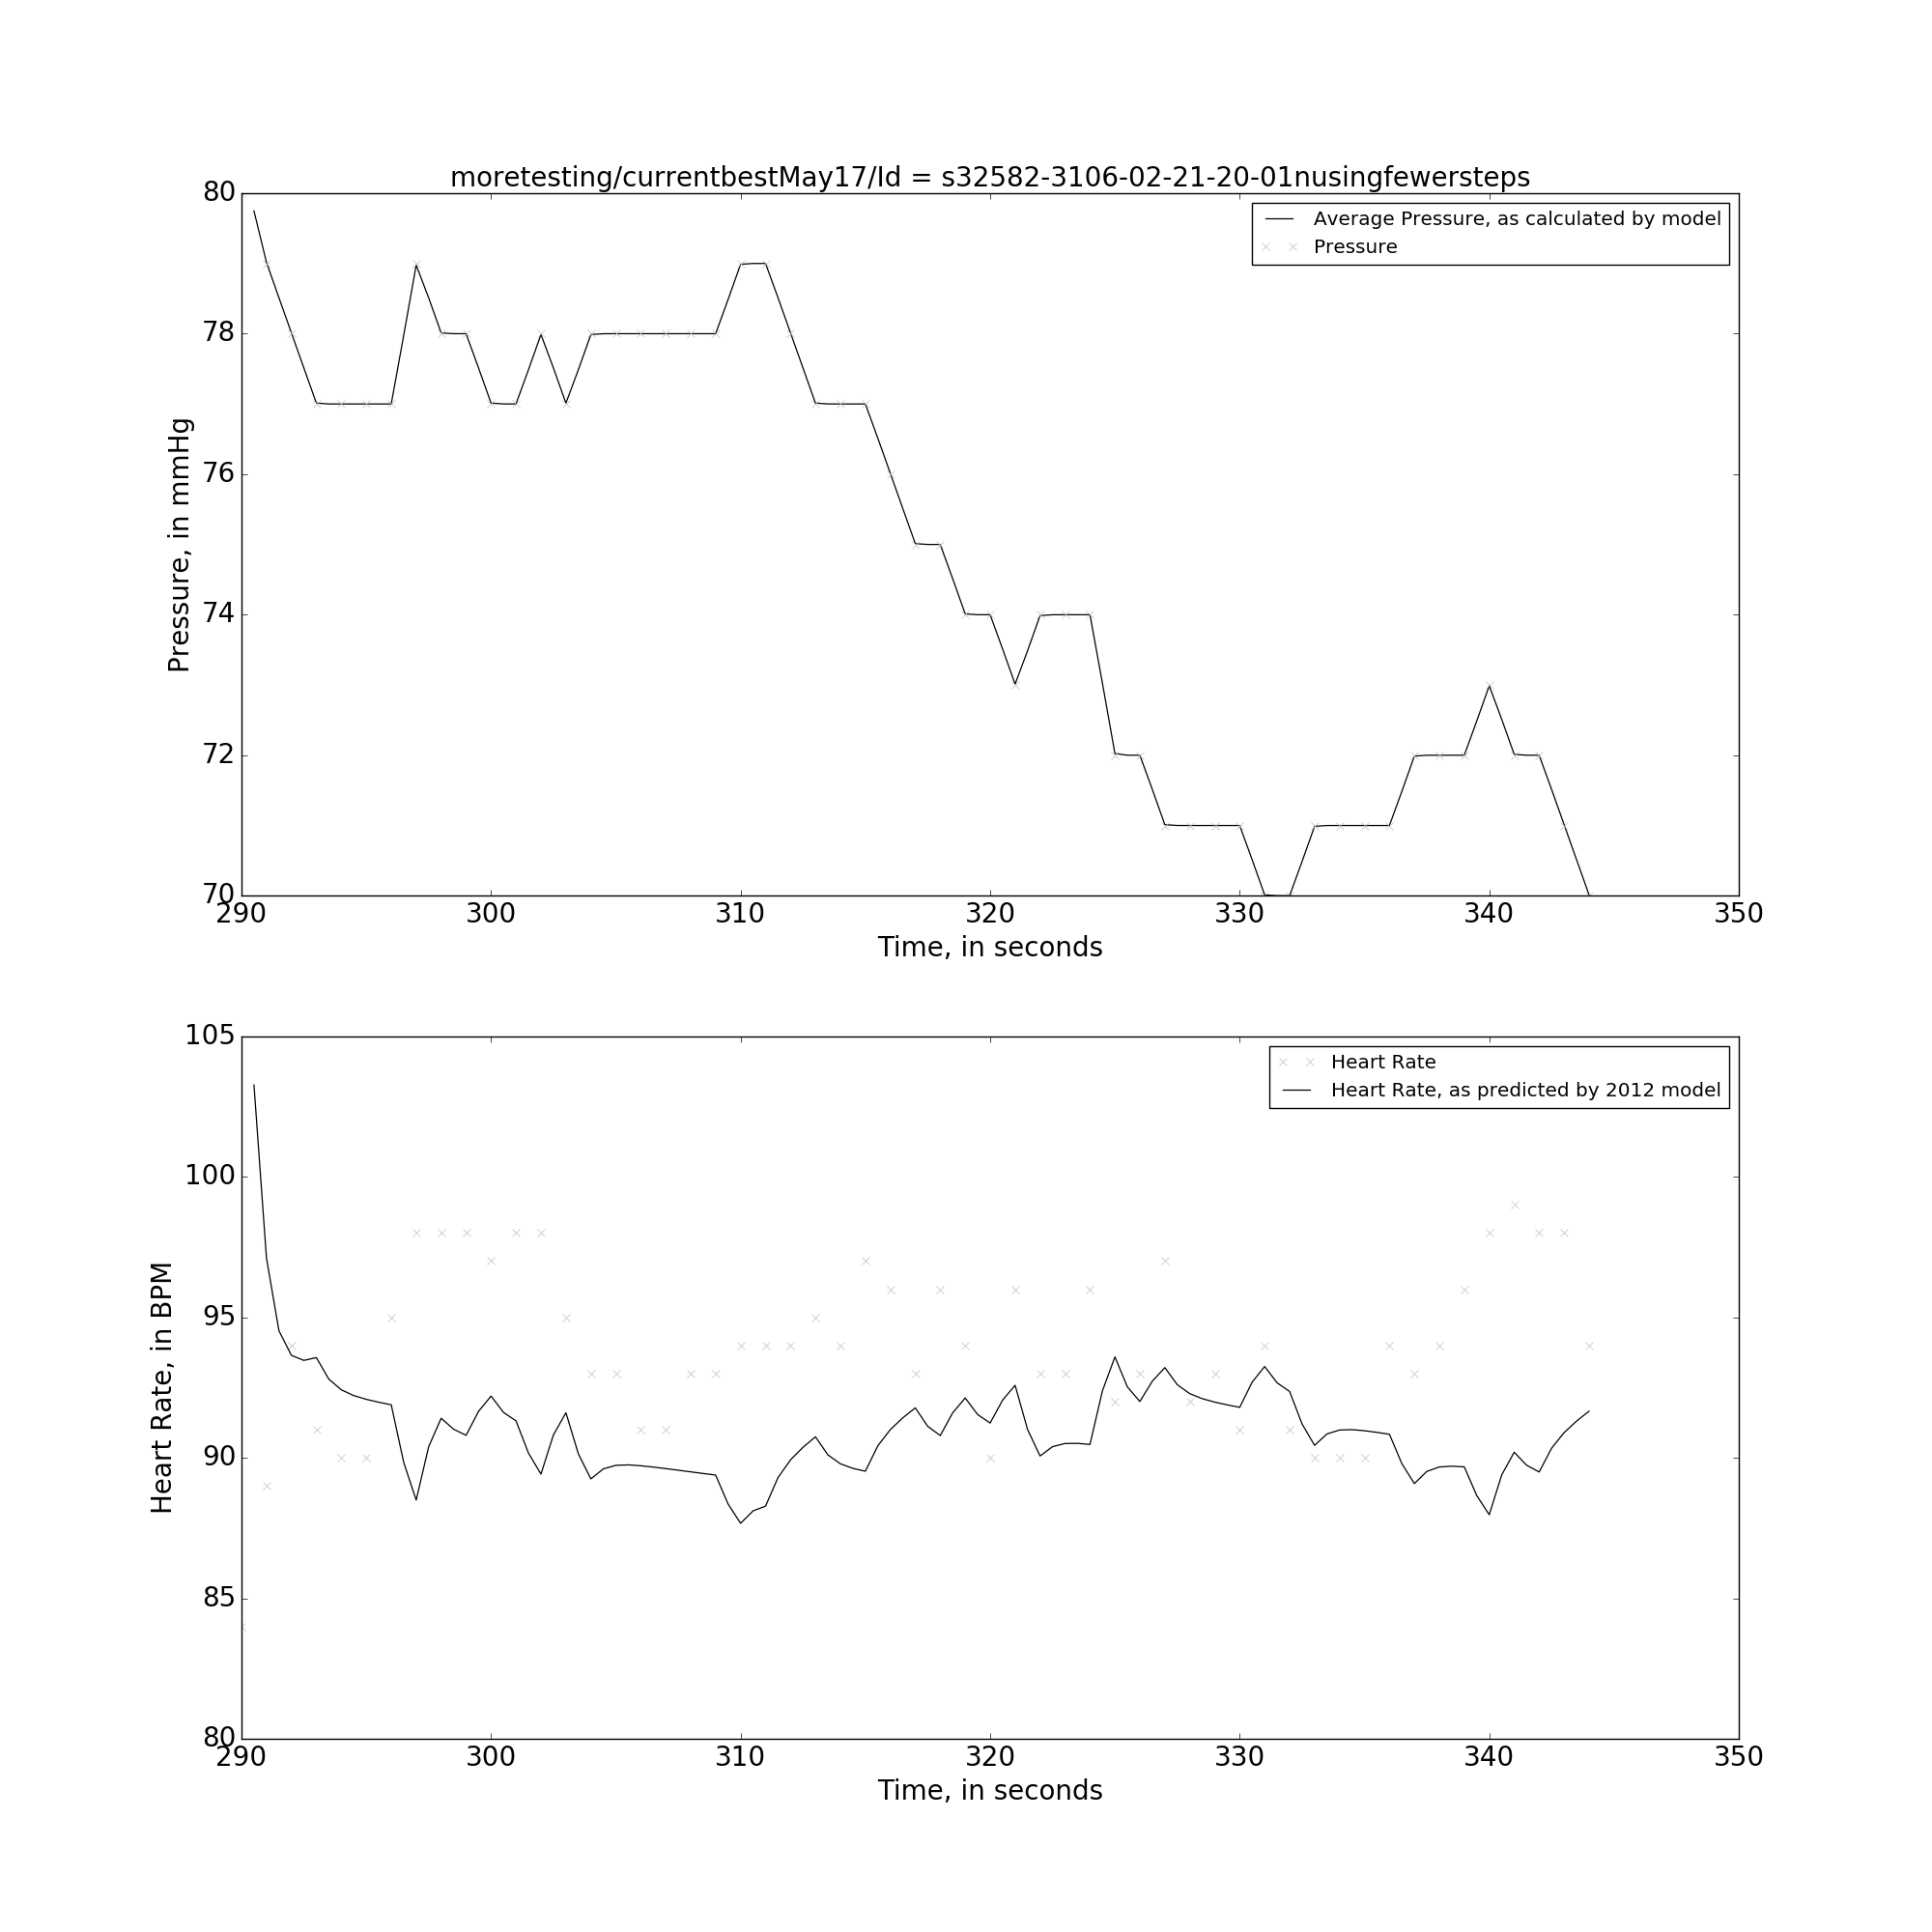 moretesting/currentbestMay17/Id = s32582-3106-02-21-20-01nusingfewersteps
80
Average Pressure, as calculated by model
Pressure
78
76
74
72
70
Pressure, in mmHg
290 300 310 320 330 340 350
Time, in seconds
105
Heart Rate
Heart Rate, as predicted by 2012 model
100
95
90
85
80
Heart Rate, in BPM
290 300 310 320 330 340 350
Time, in seconds